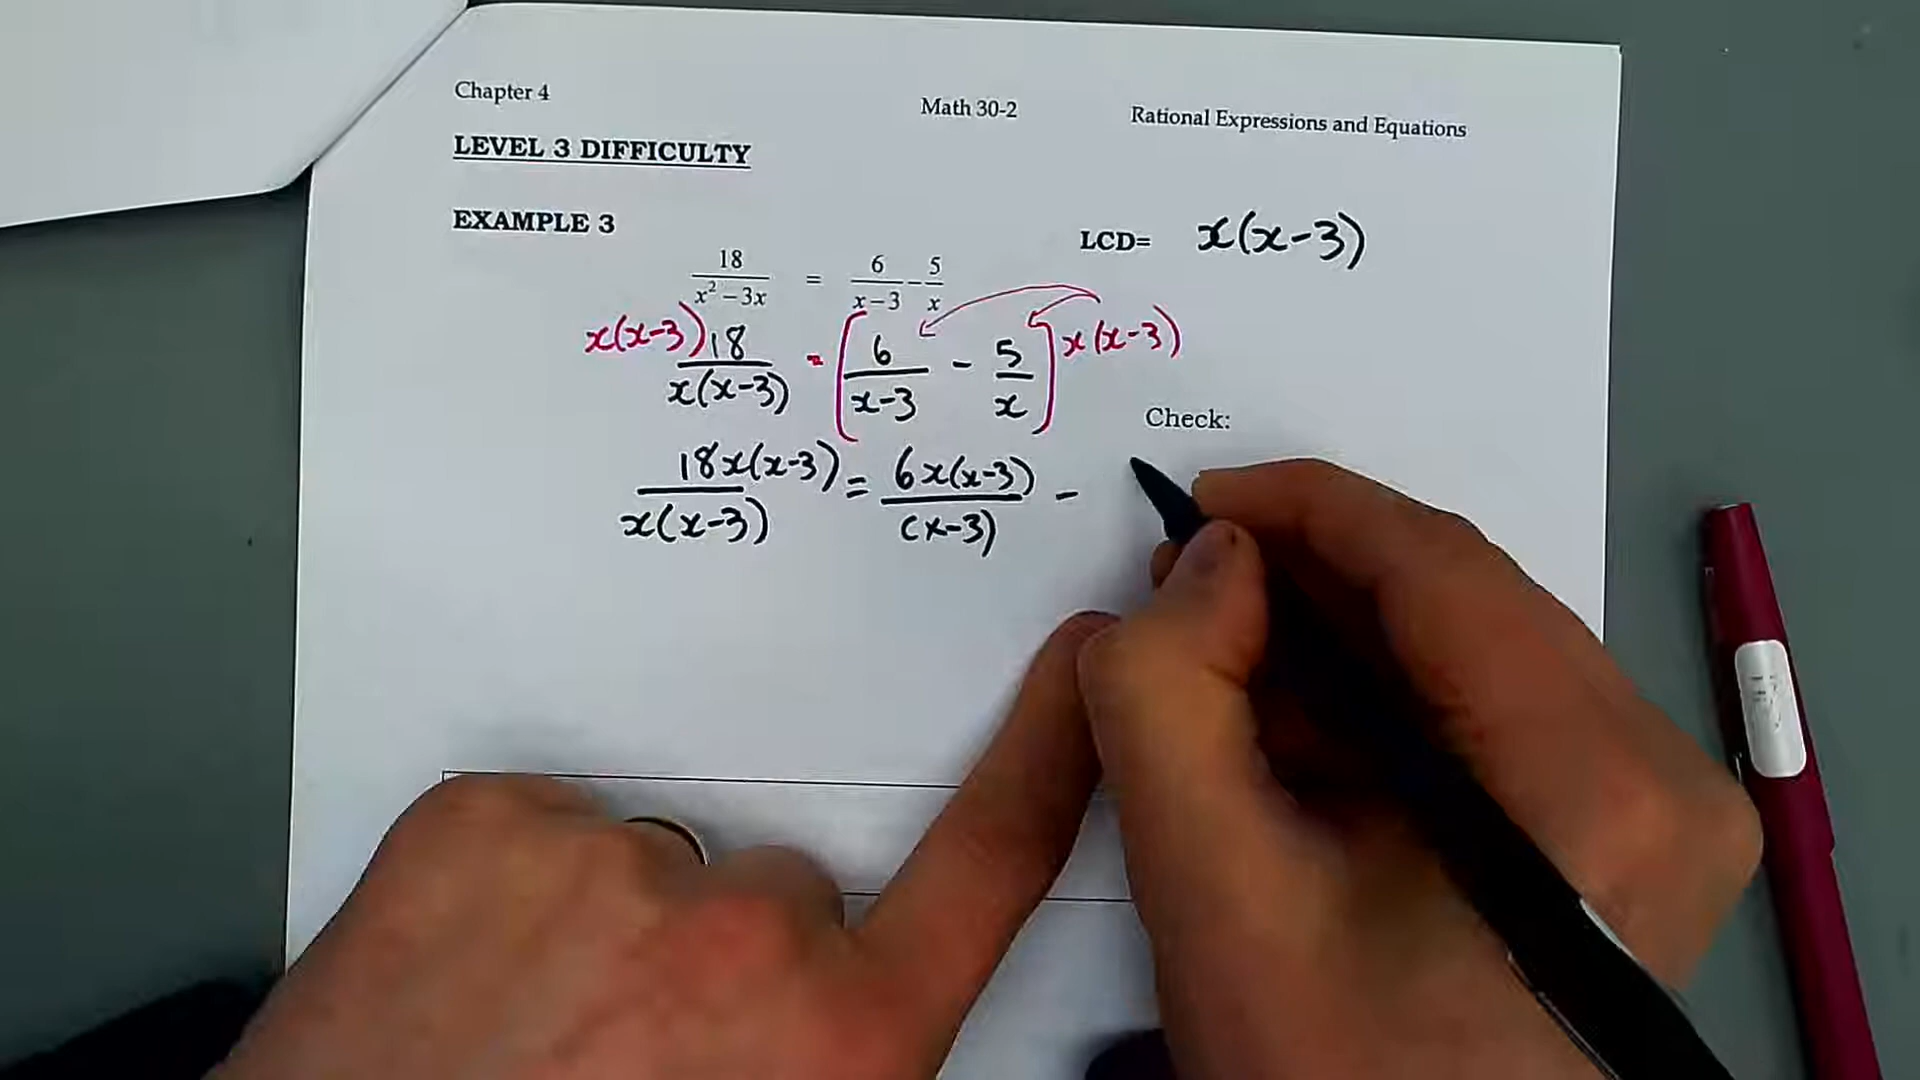 Chapter 4
Math 30-2
Rational Expressions and Equations
LEVEL 3 DIFFICULTY
EXAMPLE 3
LCD= x(x-3)
18/(x² - 3x) = 6/(x-3) - 5/x
x(x-3) 18/(x(x-3)) = [6/(x-3) - 5/x] x(x-3)
Check:
18x(x-3)/(x(x-3)) = 6x(x-3)/((x-3)) -